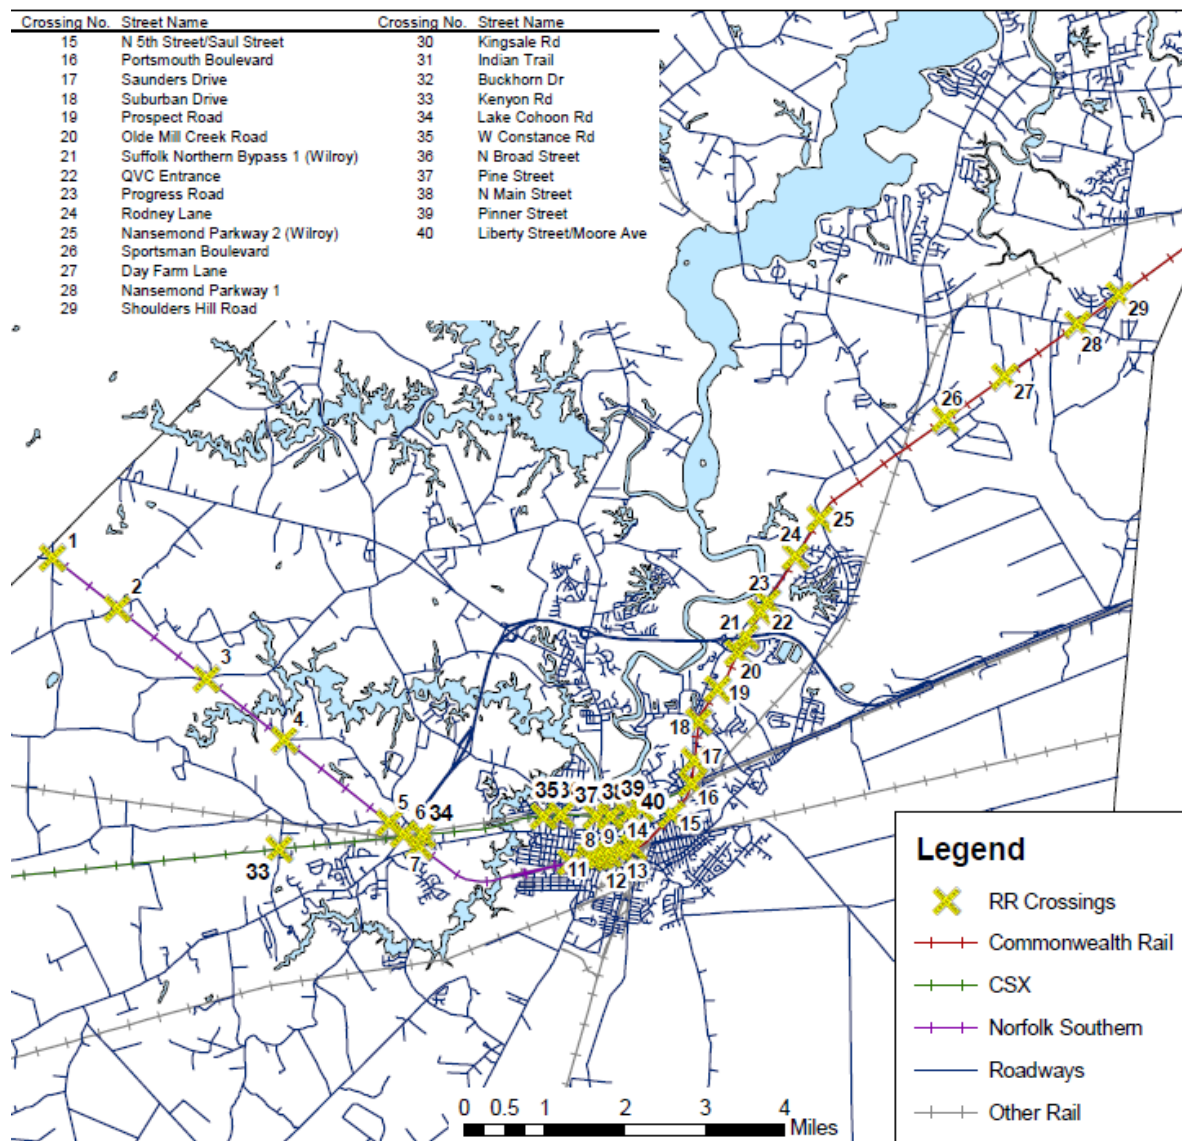 Crossing No. Street Name Crossing No. Street Name
15 N 5th Street/Saul Street 30 Kingsale Rd
16 Portsmouth Boulevard 31 Indian Trail
17 Saunders Drive 32 Buckhorn Dr
18 Suburban Drive 33 Kenyon Rd
19 Prospect Road 34 Lake Cohoon Rd
20 Olde Mill Creek Road 35 W Constance Rd
21 Suffolk Northern Bypass 1 (Wilroy) 36 N Broad Street
22 QVC Entrance 37 Pine Street
23 Progress Road 38 N Main Street
24 Rodney Lane 39 Pinner Street
25 Nansemond Parkway 2 (Wilroy) 40 Liberty Street/Moore Ave
26 Sportsman Boulevard
27 Day Farm Lane
28 Nansemond Parkway 1
29 Shoulders Hill Road
29
28
27
26
25
24
1
2
23
21 22
20
3
19
4
18
17
16
5 6 34
35 37 39 40
15
14
8 9
33
7
11 12 13
Legend
RR Crossings
Commonwealth Rail
CSX
Norfolk Southern
Roadways
Other Rail
0 0.5 1 2 3 4
Miles